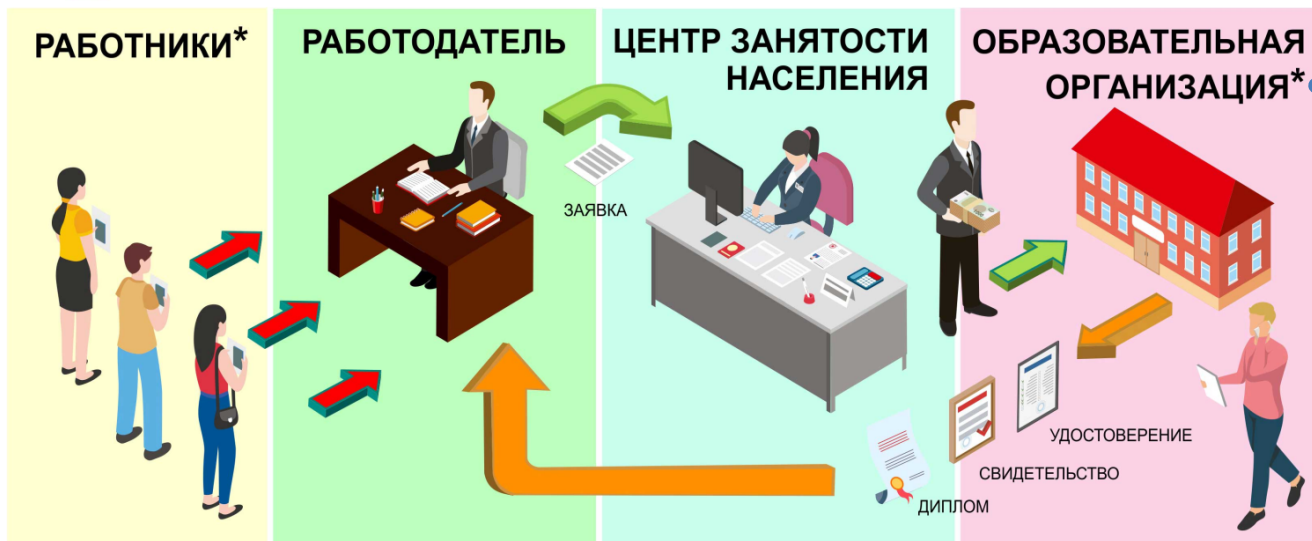 РАБОТНИКИ*
РАБОТОДАТЕЛЬ
ЦЕНТР ЗАНЯТОСТИ
НАСЕЛЕНИЯ
ОБРАЗОВАТЕЛЬНАЯ
ОРГАНИЗАЦИЯ*
ЗАЯВКА
УДОСТОВЕРЕНИЕ
СВИДЕТЕЛЬСТВО
ДИПЛОМ